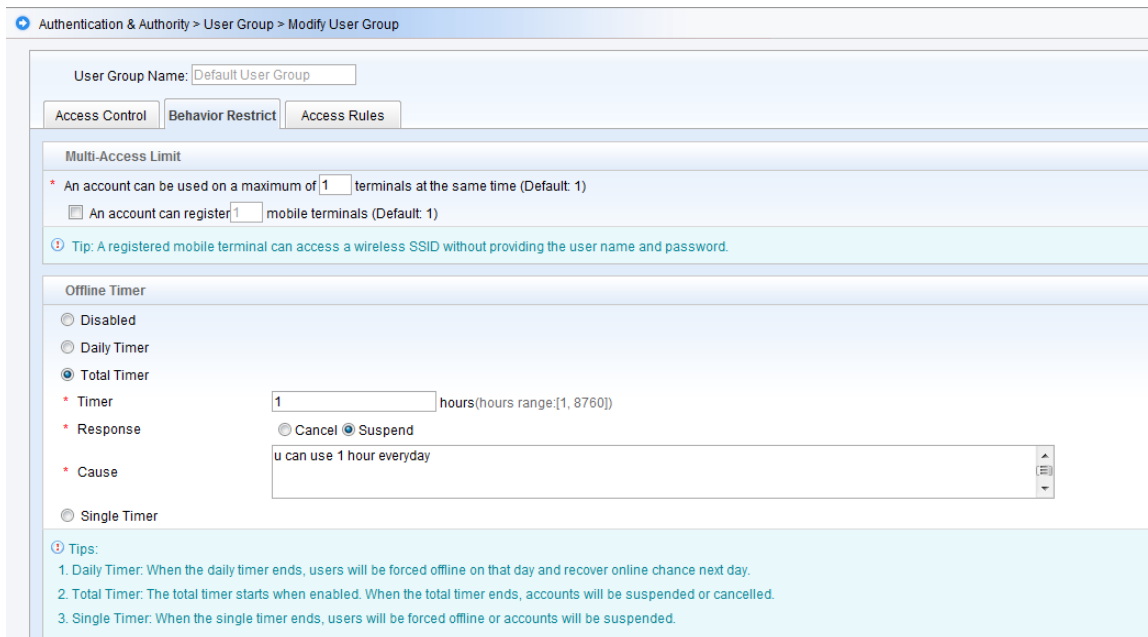 Authentication & Authority > User Group > Modify User Group
User Group Name: Default User Group
Access Control Behavior Restrict Access Rules
Multi-Access Limit
* An account can be used on a maximum of 1 terminals at the same time (Default: 1)
An account can register 1 mobile terminals (Default: 1)
Tip: A registered mobile terminal can access a wireless SSID without providing the user name and password.
Offline Timer
Disabled
Daily Timer
Total Timer
* Timer 1 hours(hours range:[1, 8760])
* Response Cancel Suspend
* Cause u can use 1 hour everyday
Single Timer
Tips:
1. Daily Timer: When the daily timer ends, users will be forced offline on that day and recover online chance next day.
2. Total Timer: The total timer starts when enabled. When the total timer ends, accounts will be suspended or cancelled.
3. Single Timer: When the single timer ends, users will be forced offline or accounts will be suspended.